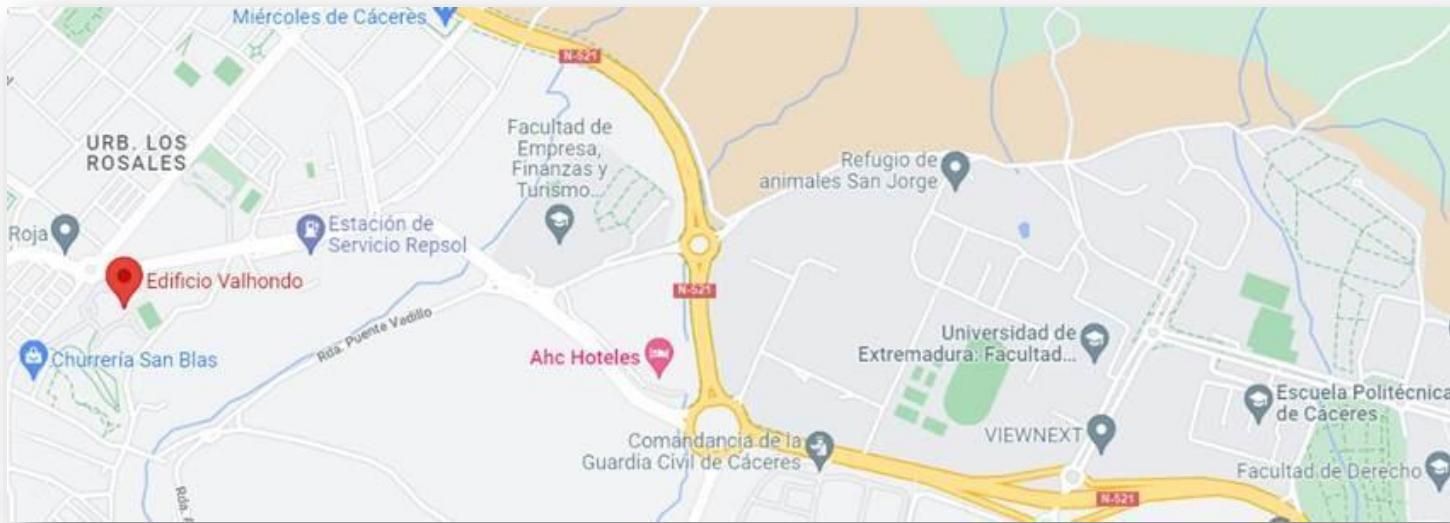 Miércoles de Cáceres
N-521
URB. LOS
ROSALES
Facultad de
Empresa,
Finanzas y
Turismo...
Refugio de
animales San Jorge
Roja
Estación de
Servicio Repsol
Edificio Valhondo
N-521
Rda. Puente Vadillo
Universidad de
Extremadura: Facultad...
Ahc Hoteles
Churrería San Blas
Escuela Politécnica
de Cáceres
VIEWNEXT
Comandancia de la
Guardia Civil de Cáceres
Facultad de Derecho
Rda.
N-521